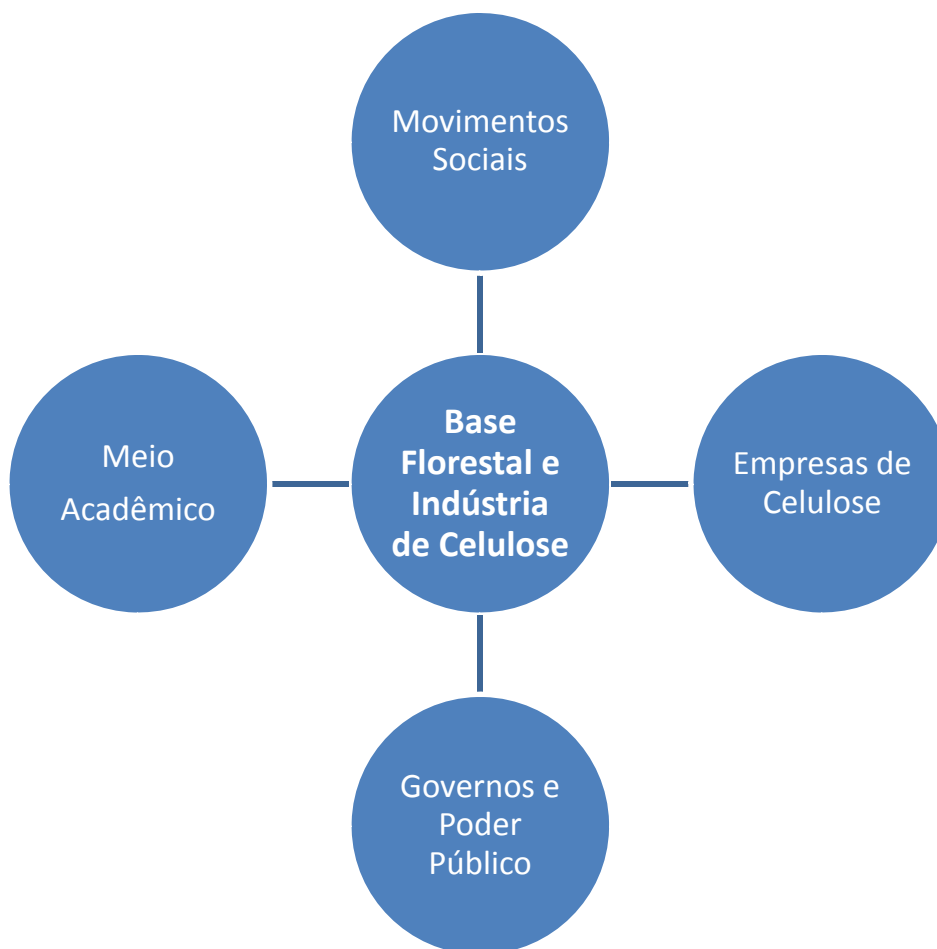 Movimentos
Sociais
Meio
Acadêmico
Base
Florestal e
Indústria
de Celulose
Empresas de
Celulose
Governos e
Poder
Público